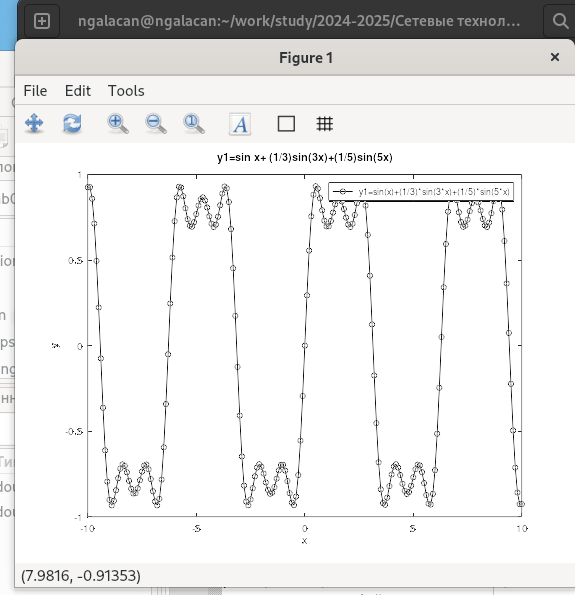 ngalacan@ngalacan:~/work/study/2024-2025/Сетевые технол...
Figure 1
File Edit Tools
A
y1=sin x+ (1/3)sin(3x)+(1/5)sin(5x)
y1=sin(x)+(1/3)*sin(3*x)+(1/5)*sin(5*x)
1
0.5
y
0
-0.5
-1
-10 -5 0 5 10
x
(7.9816, -0.91353)